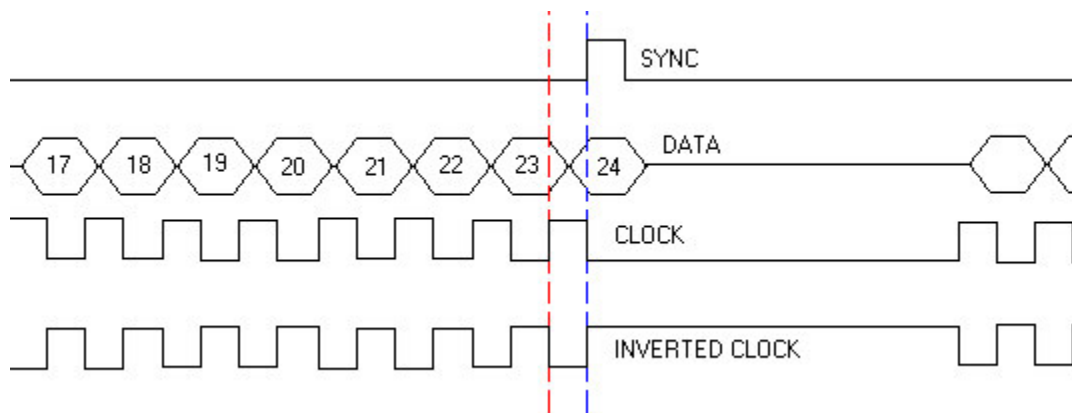 SYNC
DATA
17 18 19 20 21 22 23 24
CLOCK
INVERTED CLOCK